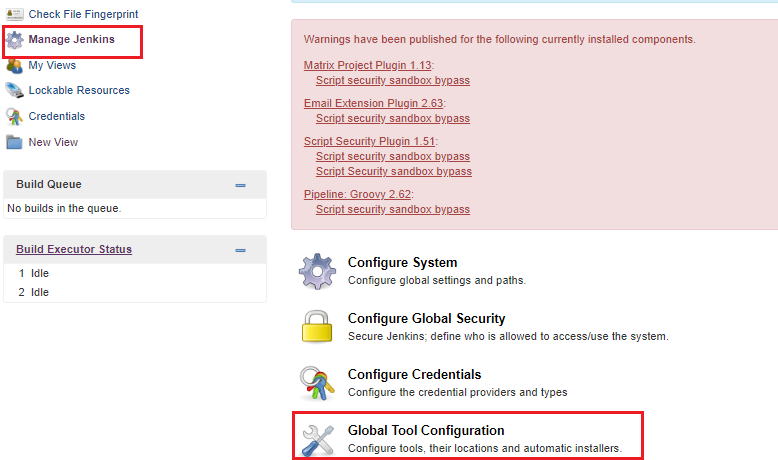 Check File Fingerprint
Manage Jenkins
My Views
Lockable Resources
Credentials
New View
Build Queue
No builds in the queue.
Build Executor Status
1 Idle
2 Idle
Warnings have been published for the following currently installed components.
Matrix Project Plugin 1.13:
Script security sandbox bypass
Email Extension Plugin 2.63:
Script security sandbox bypass
Script Security Plugin 1.51:
Script security sandbox bypass
Script Security sandbox bypass
Pipeline: Groovy 2.62:
Script security sandbox bypass
Configure System
Configure global settings and paths.
Configure Global Security
Secure Jenkins; define who is allowed to access/use the system.
Configure Credentials
Configure the credential providers and types
Global Tool Configuration
Configure tools, their locations and automatic installers.